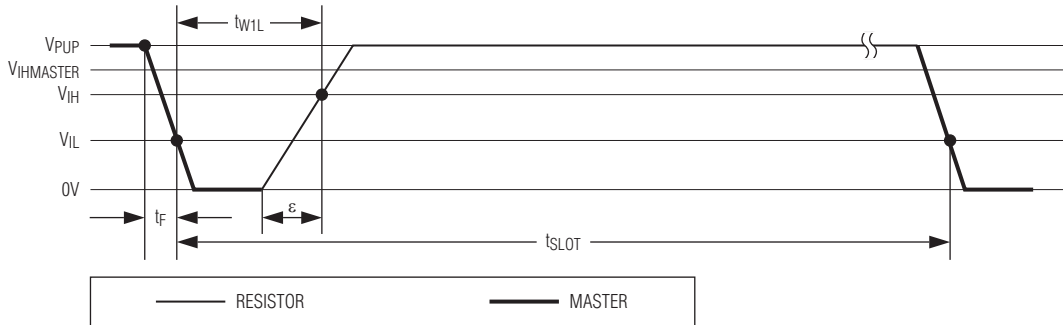 tW1L
VPUP
VIHMASTER
VIH
VIL
0V
tF
ε
tSLOT
RESISTOR
MASTER